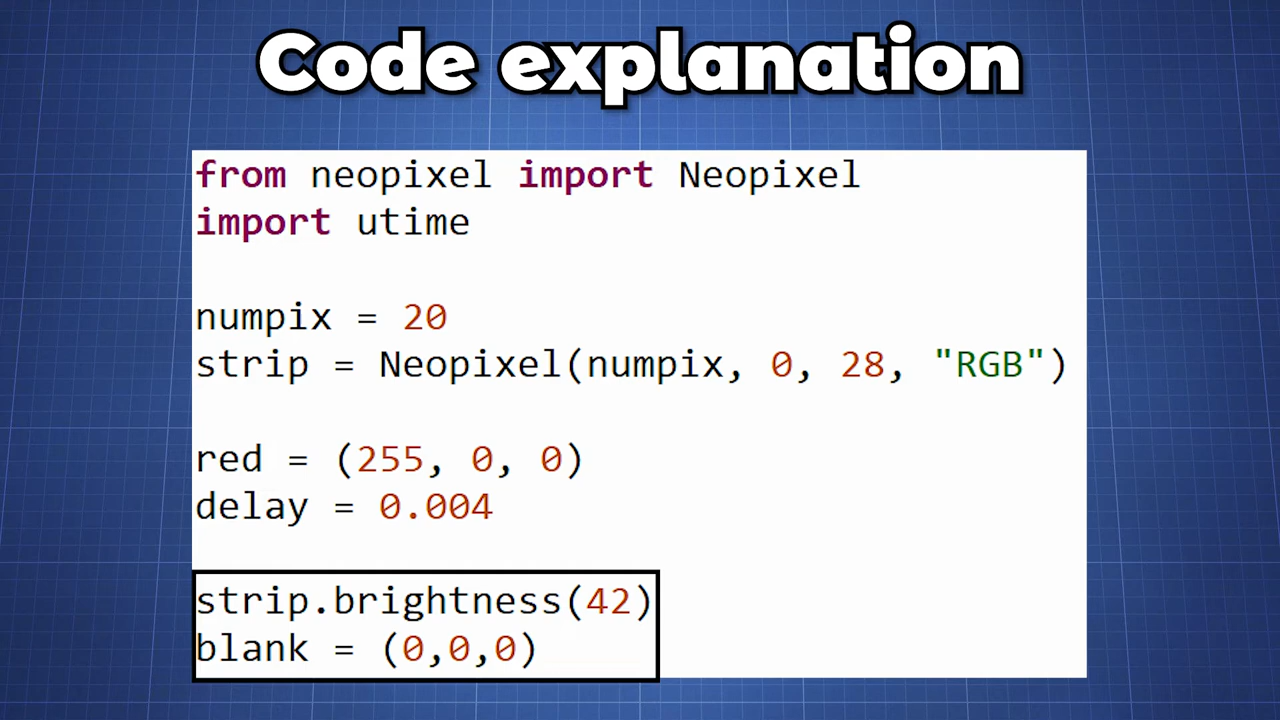 Code explanation
from neopixel import Neopixel
import utime
numpix = 20
strip = Neopixel(numpix, 0, 28, "RGB")
red = (255, 0, 0)
delay = 0.004
strip.brightness(42)
blank = (0,0,0)